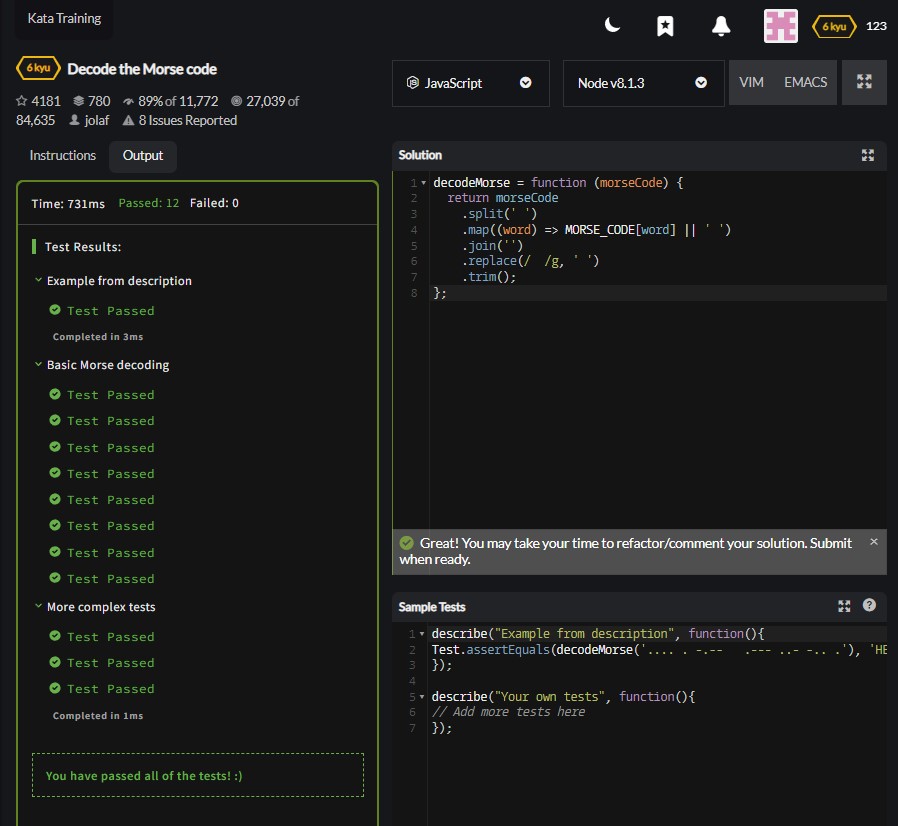 Kata Training
6 kyu 123
6 kyu Decode the Morse code
4181 780 89% of 11,772 27,039 of
84,635 jolaf 8 Issues Reported
JavaScript
Node v8.1.3
VIM EMACS
Instructions Output
Time: 731ms Passed: 12 Failed: 0
Test Results:
Example from description
Test Passed
Completed in 3ms
Basic Morse decoding
Test Passed
Test Passed
Test Passed
Test Passed
Test Passed
Test Passed
Test Passed
Test Passed
More complex tests
Test Passed
Test Passed
Test Passed
Completed in 1ms
You have passed all of the tests! :)
Solution
1 decodeMorse = function (morseCode) {
2 return morseCode
3 .split(' ')
4 .map((word) => MORSE_CODE[word] || ' ')
5 .join('')
6 .replace(/  /g, ' ')
7 .trim();
8 };
Great! You may take your time to refactor/comment your solution. Submit
when ready.
Sample Tests
1 describe("Example from description", function(){
2 Test.assertEquals(decodeMorse('.... . -.--   .--- ..- -.. .'), 'HE
3 });
4
5 describe("Your own tests", function(){
6 // Add more tests here
7 });